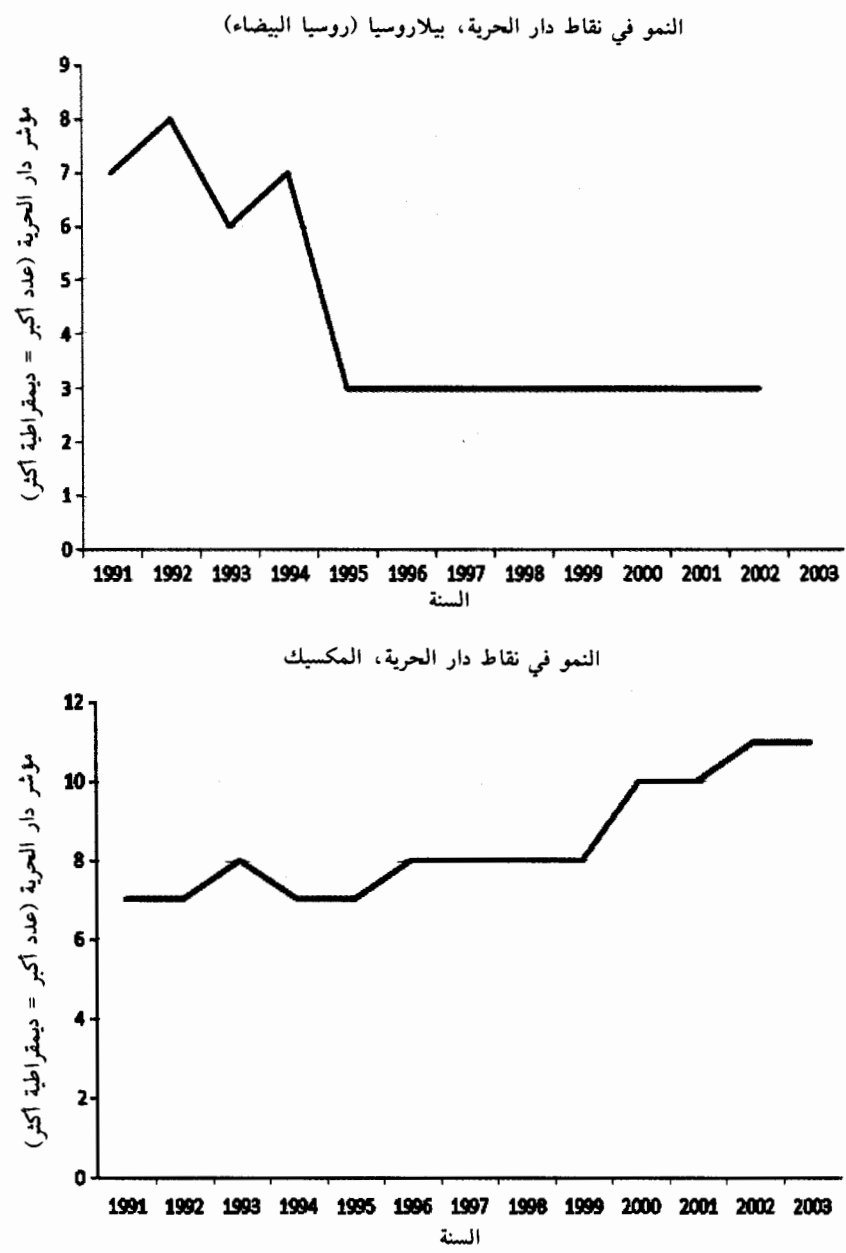 النمو في نقاط دار الحرية، بيلاروسيا (روسيا البيضاء)
مؤشر دار الحرية (عدد أكبر = ديمقراطية أكثر)
9
8
7
6
5
4
3
2
1
0
1991 1992 1993 1994 1995 1996 1997 1998 1999 2000 2001 2002 2003
السنة
النمو في نقاط دار الحرية، المكسيك
مؤشر دار الحرية (عدد أكبر = ديمقراطية أكثر)
12
10
8
6
4
2
0
1991 1992 1993 1994 1995 1996 1997 1998 1999 2000 2001 2002 2003
السنة